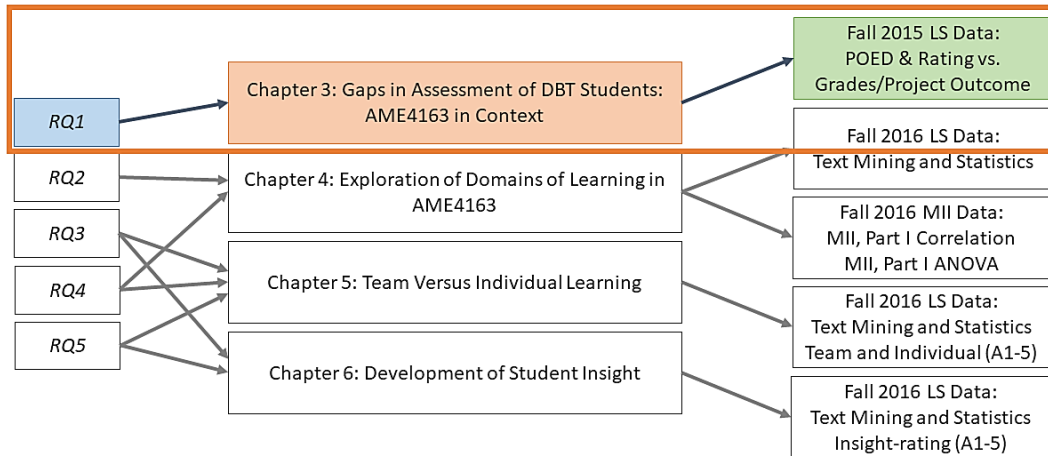 RQ1
RQ2
RQ3
RQ4
RQ5
Chapter 3: Gaps in Assessment of DBT Students:
AME4163 in Context
Chapter 4: Exploration of Domains of Learning in
AME4163
Chapter 5: Team Versus Individual Learning
Chapter 6: Development of Student Insight
Fall 2015 LS Data:
POED & Rating vs.
Grades/Project Outcome
Fall 2016 LS Data:
Text Mining and Statistics
Fall 2016 MII Data:
MII, Part I Correlation
MII, Part I ANOVA
Fall 2016 LS Data:
Text Mining and Statistics
Team and Individual (A1-5)
Fall 2016 LS Data:
Text Mining and Statistics
Insight-rating (A1-5)